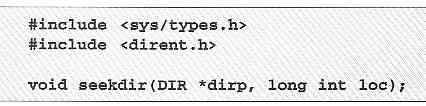 #include <sys/types.h>
#include <dirent.h>
void seekdir(DIR *dirp, long int loc);